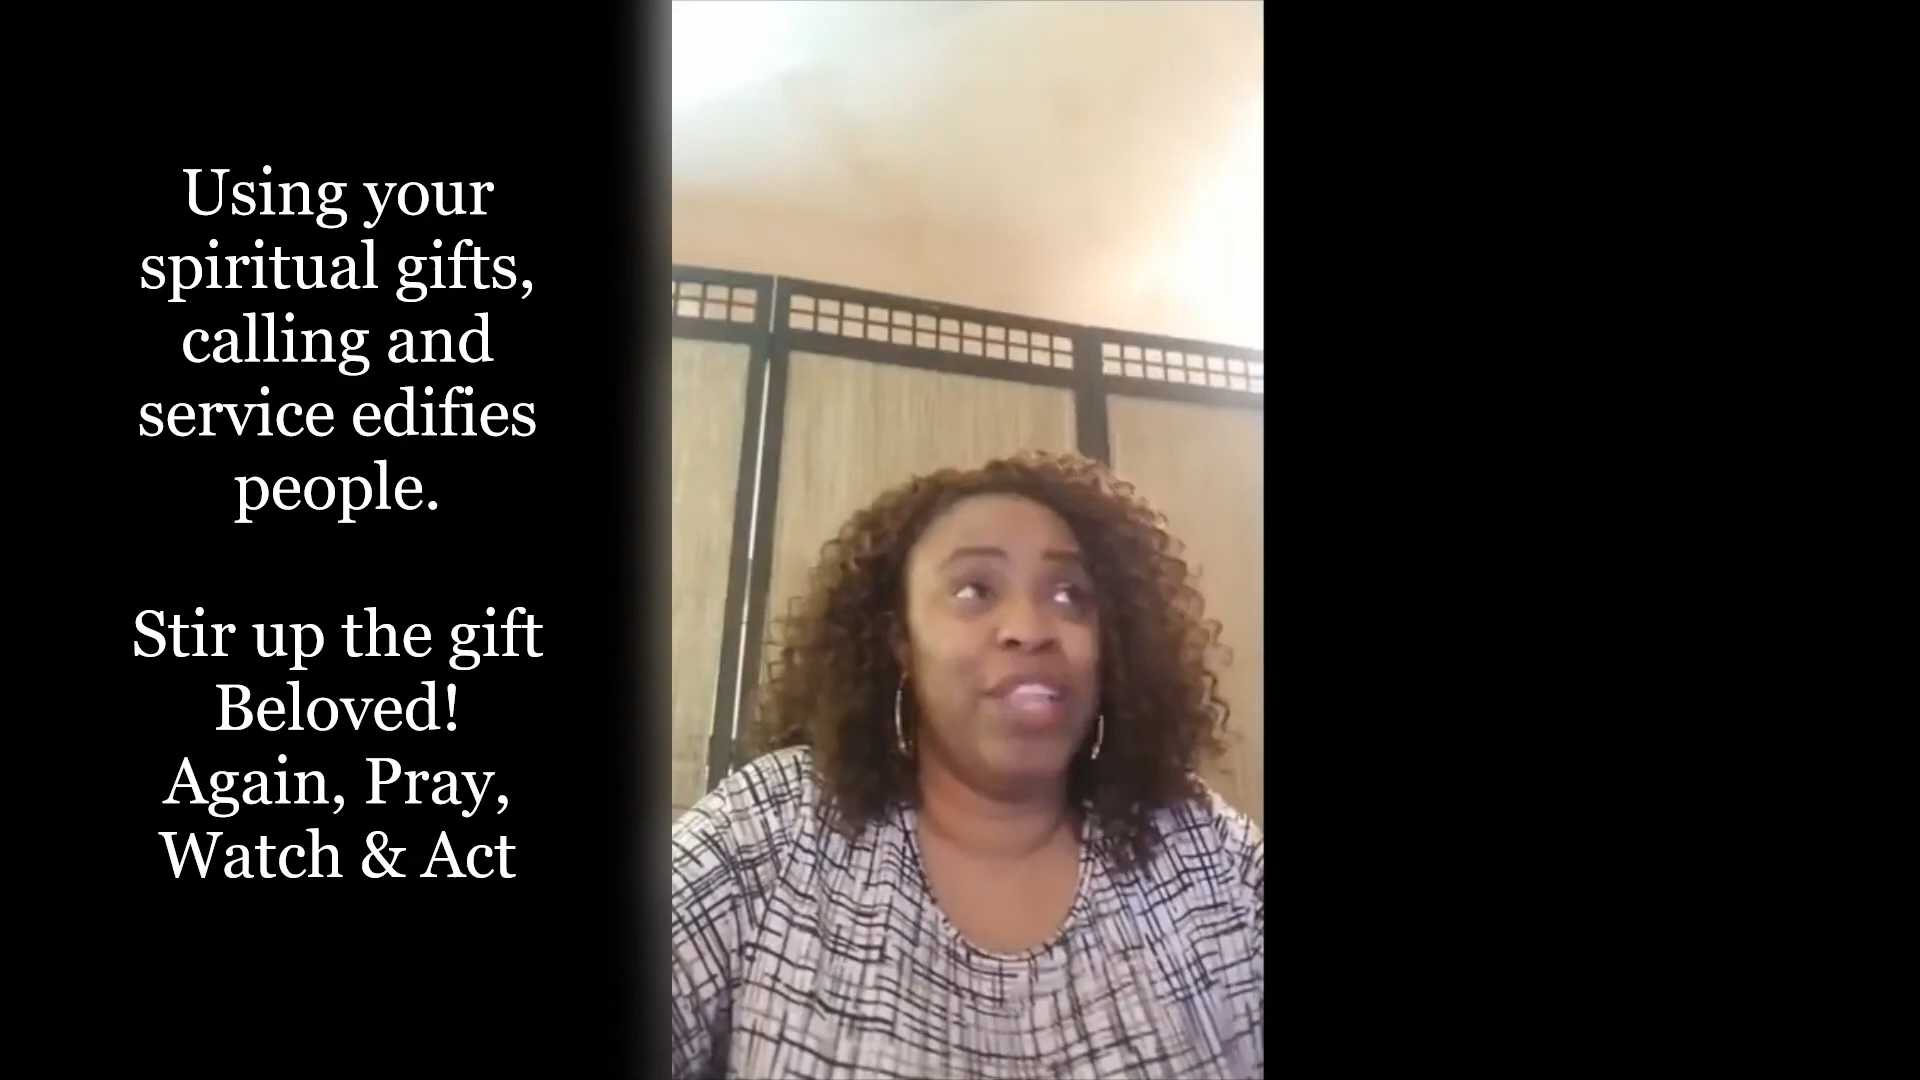 Using your
spiritual gifts,
calling and
service edifies
people.
Stir up the gift
Beloved!
Again, Pray,
Watch & Act